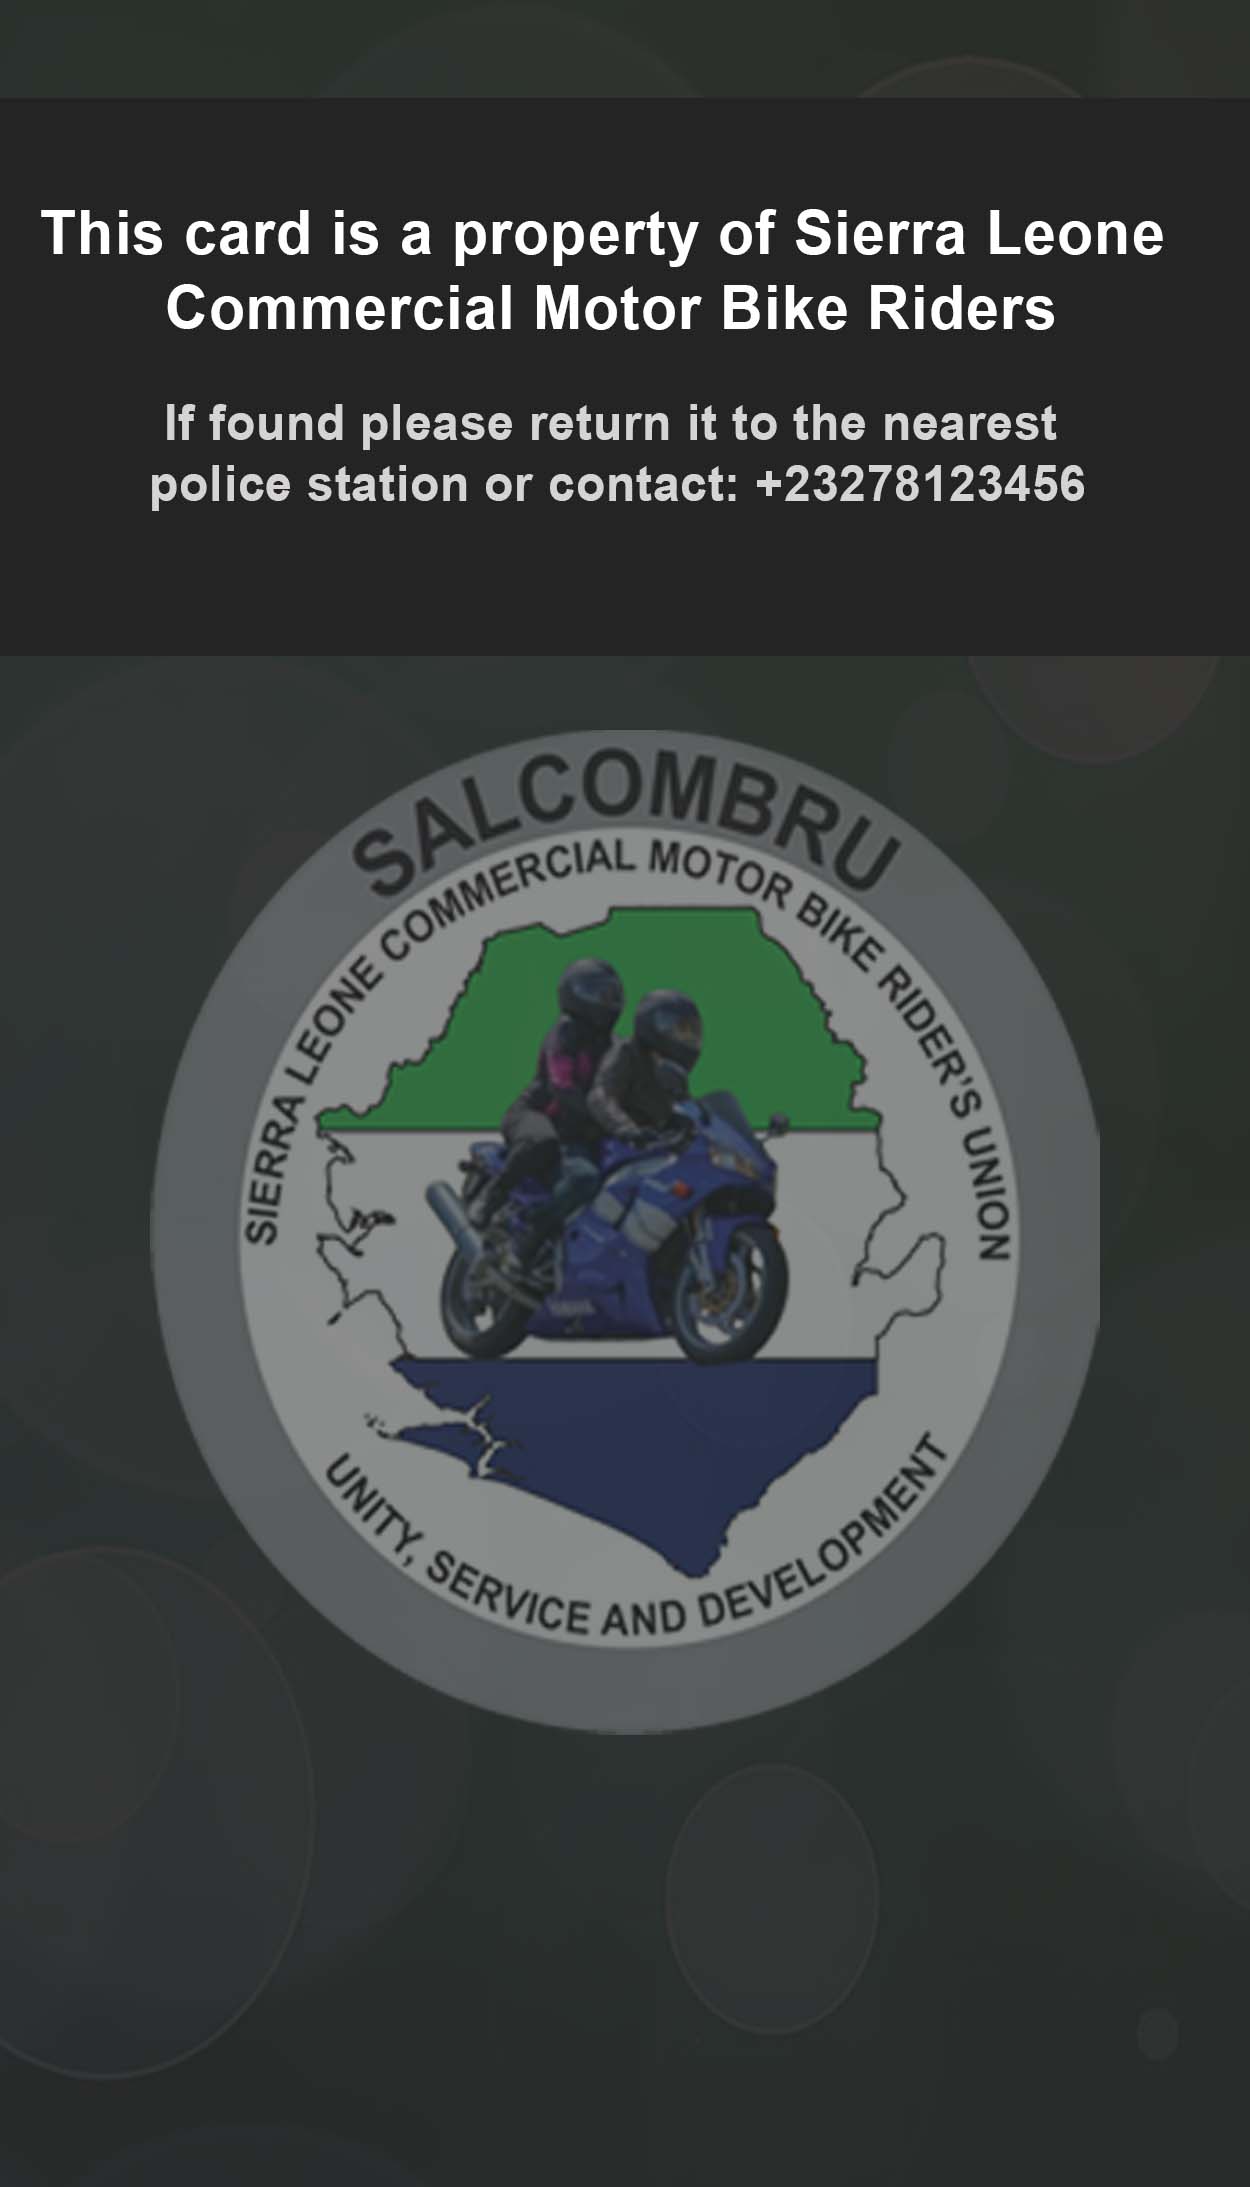 This card is a property of Sierra Leone
Commercial Motor Bike Riders
If found please return it to the nearest
police station or contact: +23278123456
SALCOMBRU
SIERRA LEONE COMMERCIAL MOTOR BIKE RIDER'S UNION
YAMAHA
UNITY, SERVICE AND DEVELOPMENT